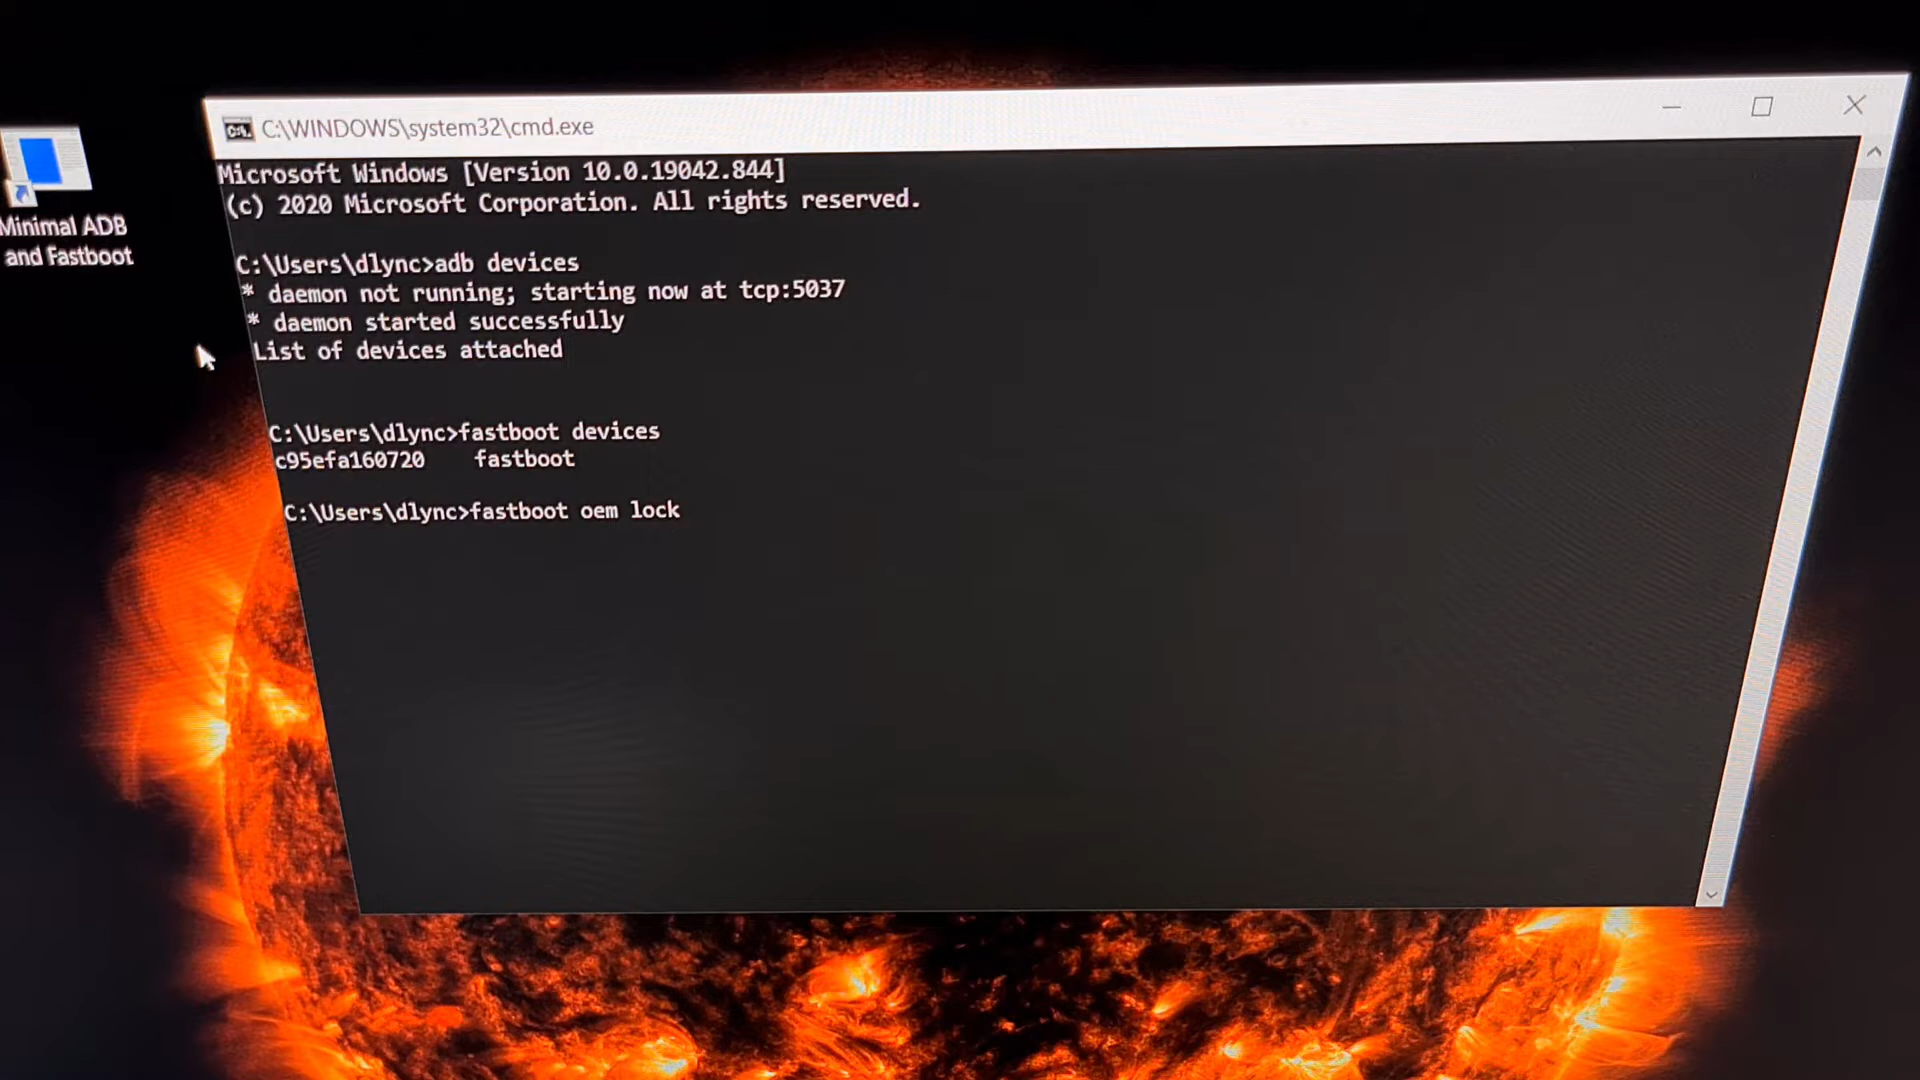 C:\WINDOWS\system32\cmd.exe
Microsoft Windows [Version 10.0.19042.844]
(c) 2020 Microsoft Corporation. All rights reserved.
C:\Users\dlync>adb devices
* daemon not running; starting now at tcp:5037
* daemon started successfully
List of devices attached
C:\Users\dlync>fastboot devices
c95efa160720 fastboot
C:\Users\dlync>fastboot oem lock
Minimal ADB
and Fastboot